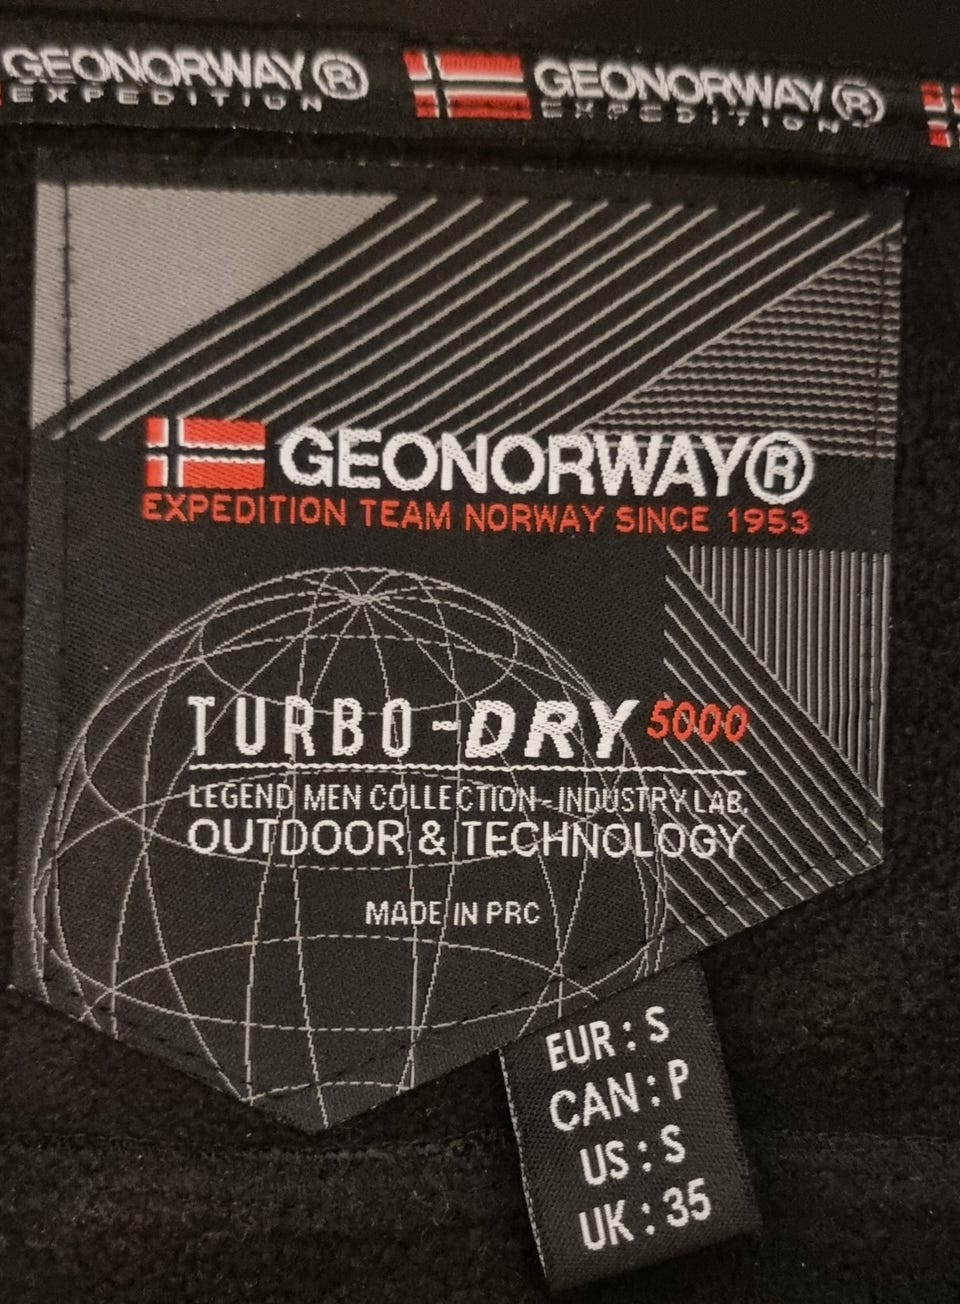 GEONORWAY® GEONORWAY®
EXPEDITION EXPEDITION
GEONORWAY®
EXPEDITION TEAM NORWAY SINCE 1953
TURBO-DRY 5000
LEGEND MEN COLLECTION-INDUSTRY LAB.
OUTDOOR & TECHNOLOGY
MADE IN PRC
EUR : S
CAN : P
US : S
UK : 35